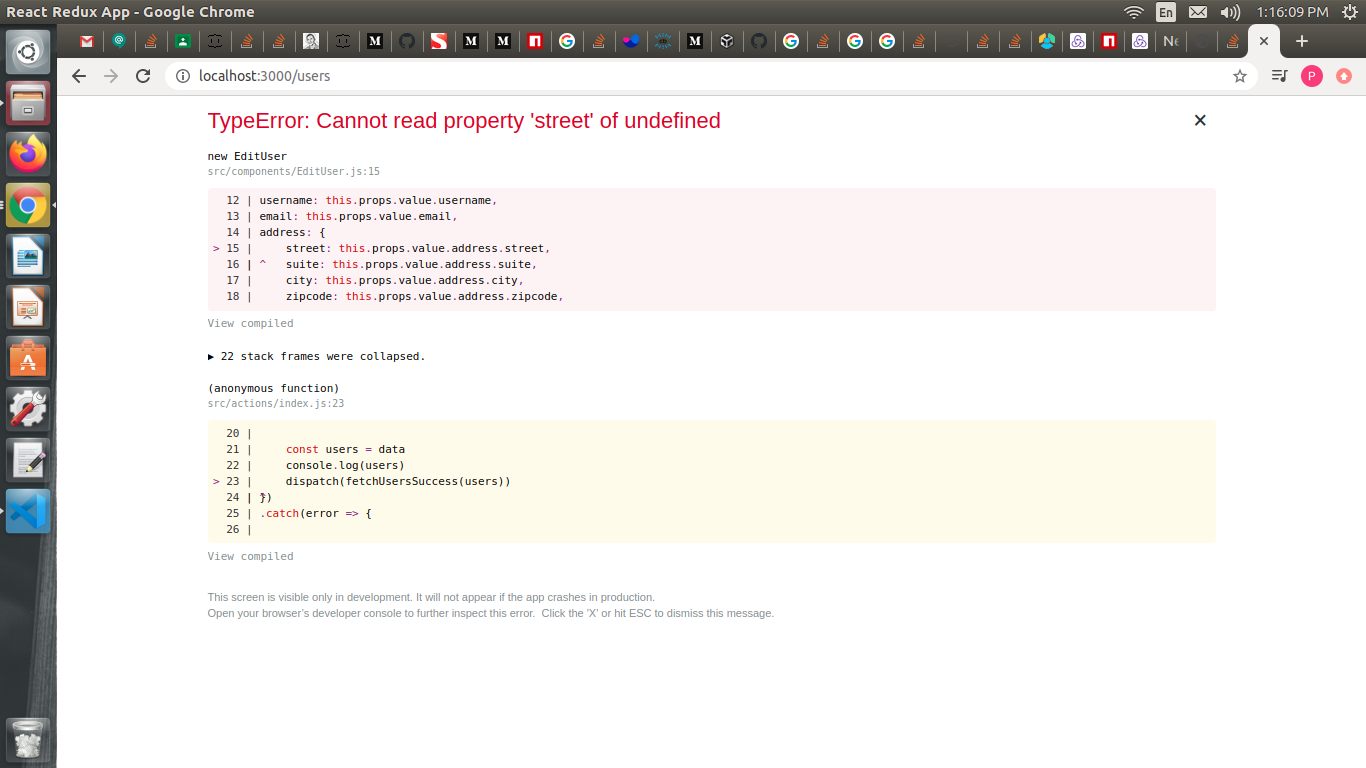 React Redux App - Google Chrome
En
1:16:09 PM
localhost:3000/users
P
TypeError: Cannot read property 'street' of undefined
new EditUser
src/components/EditUser.js:15
12 | username: this.props.value.username,
13 | email: this.props.value.email,
14 | address: {
> 15 |     street: this.props.value.address.street,
16 | ^   suite: this.props.value.address.suite,
17 |     city: this.props.value.address.city,
18 |     zipcode: this.props.value.address.zipcode,
View compiled
▶ 22 stack frames were collapsed.
(anonymous function)
src/actions/index.js:23
20 |
21 |     const users = data
22 |     console.log(users)
> 23 |     dispatch(fetchUsersSuccess(users))
24 | })
25 | .catch(error => {
26 |
View compiled
This screen is visible only in development. It will not appear if the app crashes in production.
Open your browser's developer console to further inspect this error.  Click the 'X' or hit ESC to dismiss this message.